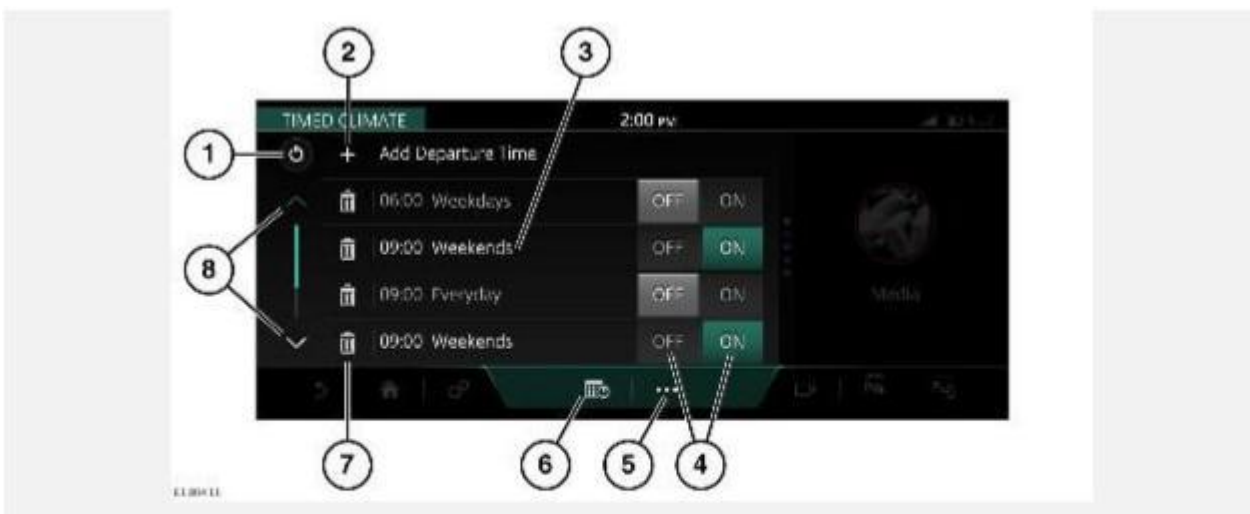 2
3
TIMED CLIMATE 2:00 PM
1
+ Add Departure Time
06:00 Weekdays OFF ON
09:00 Weekends OFF ON
8
09:00 Everyday OFF ON
Media
09:00 Weekends OFF ON
7
6
5
4